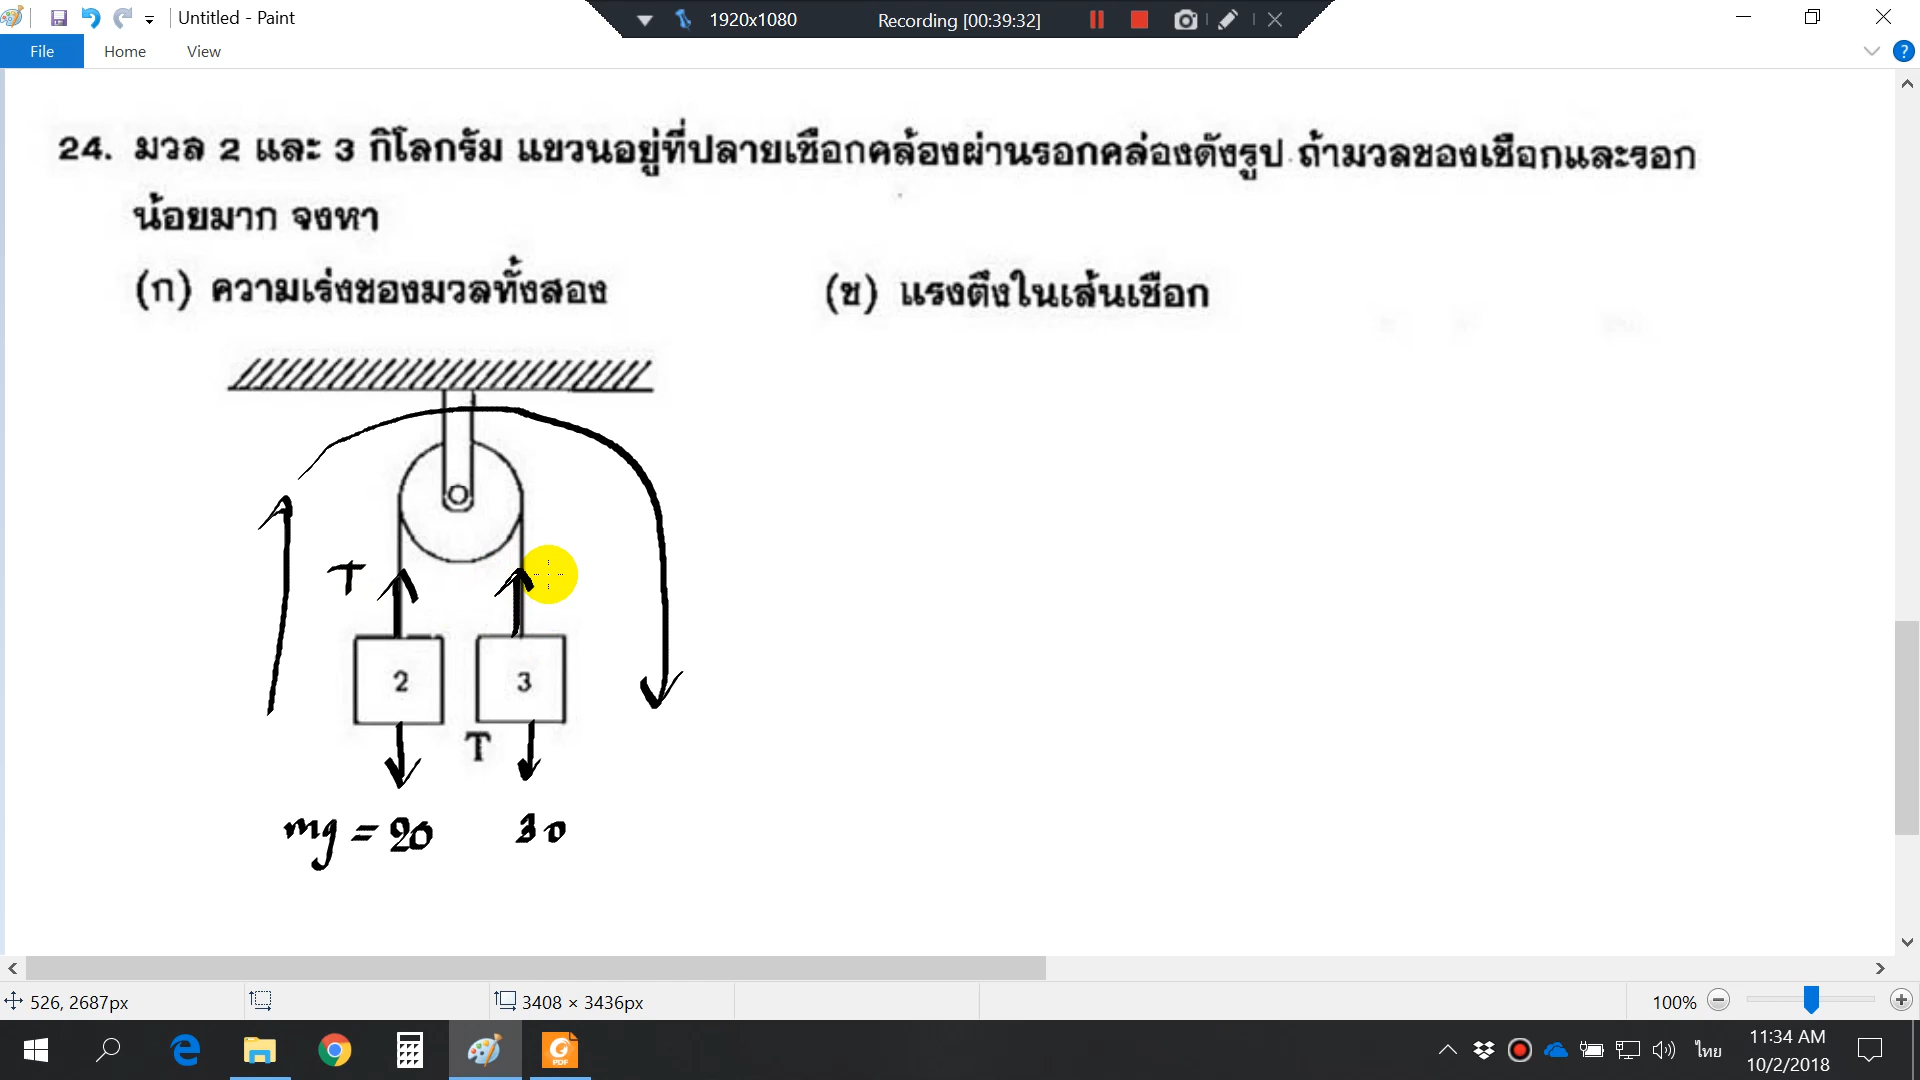 Untitled - Paint
1920x1080
Recording [00:39:32]
File
Home
View
24. มวล 2 และ 3 กิโลกรัม แขวนอยู่ที่ปลายเชือกคล้องผ่านรอกคล่องดังรูป ถ้ามวลของเชือกและรอก
น้อยมาก จงหา
(ก) ความเร่งของมวลทั้งสอง
(ข) แรงตึงในเส้นเชือก
T
2
3
T
mg = 20
30
526, 2687px
3408 × 3436px
100%
PDF
ไทย
11:34 AM
10/2/2018